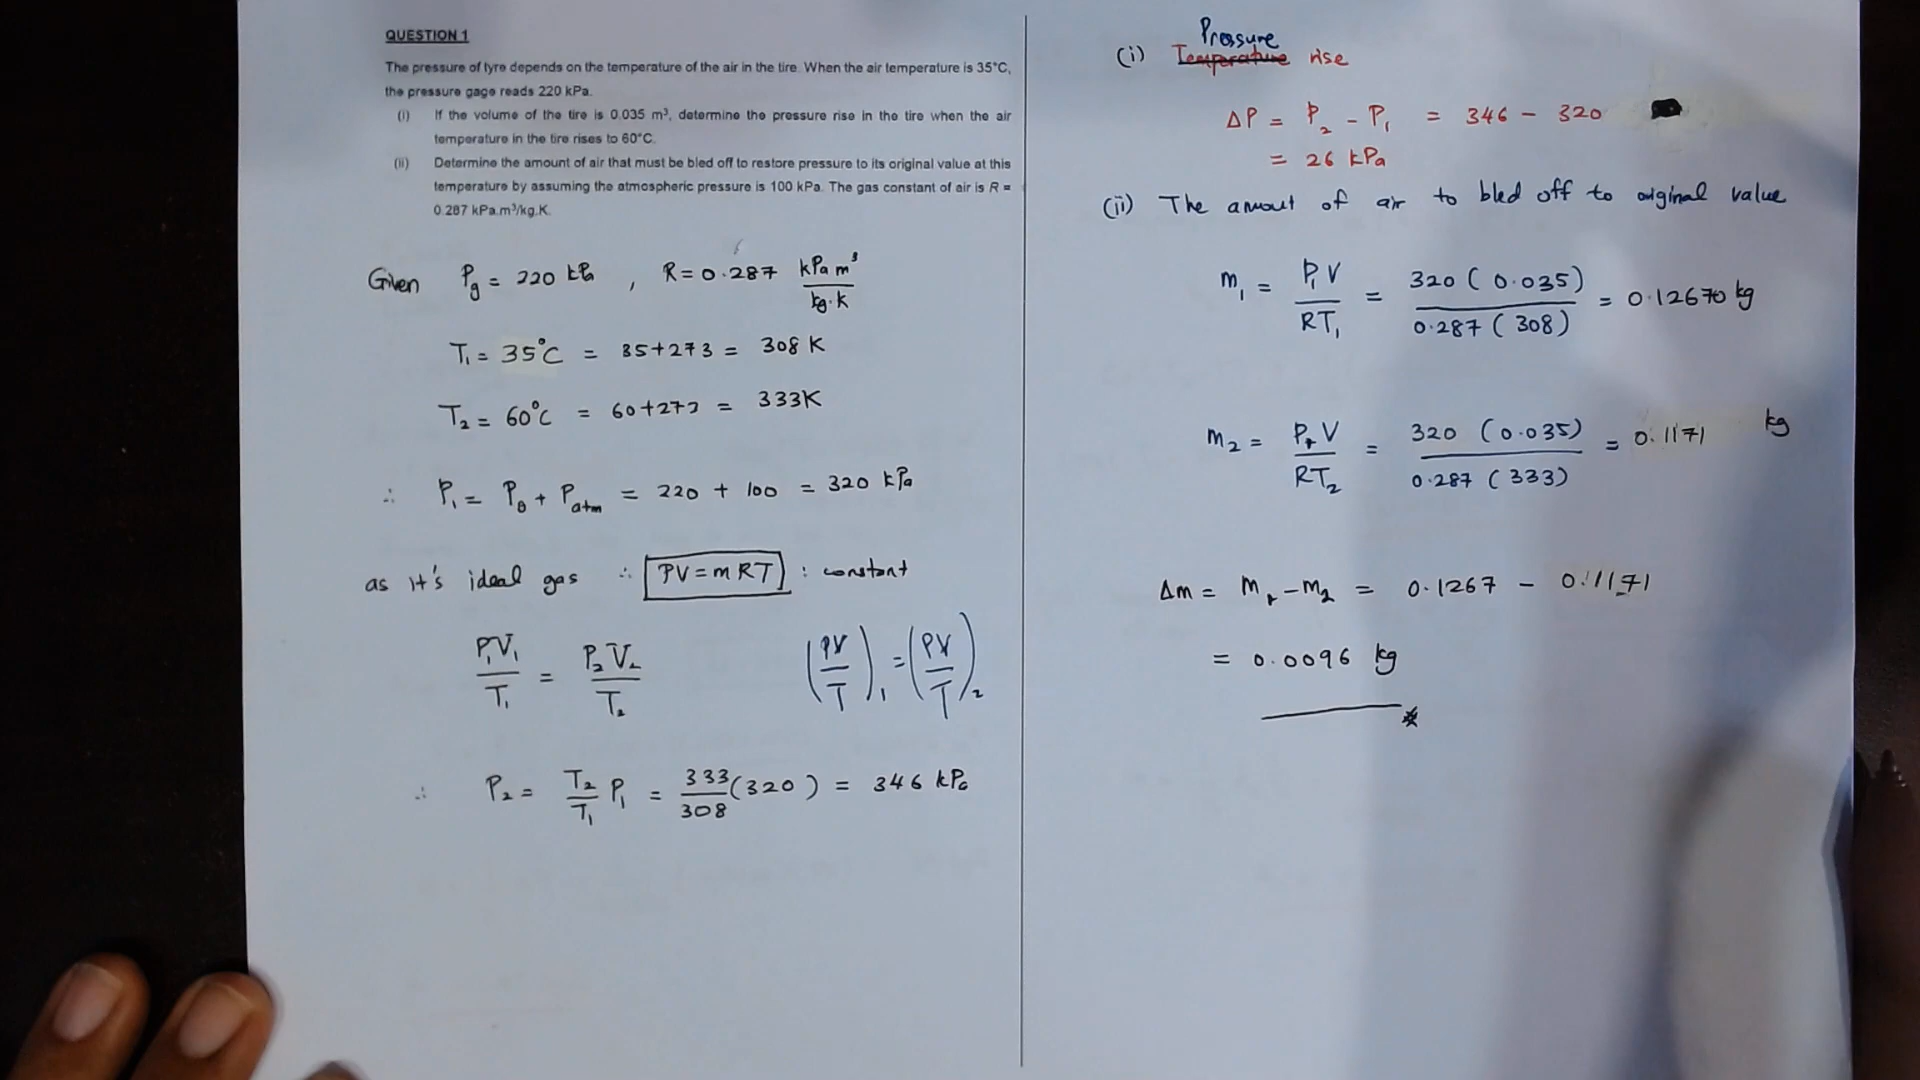 QUESTION 1
The pressure of tyre depends on the temperature of the air in the tire. When the air temperature is 35°C,
the pressure gage reads 220 kPa.
(i) If the volume of the tire is 0.035 m³, determine the pressure rise in the tire when the air
temperature in the tire rises to 60°C.
(ii) Determine the amount of air that must be bled off to restore pressure to its original value at this
temperature by assuming the atmospheric pressure is 100 kPa. The gas constant of air is R =
0.287 kPa.m³/kg.K.
Given Pg = 220 kPa , R = 0.287 kPa m³ / kg.k
T₁ = 35°C = 35+273 = 308 K
T₂ = 60°C = 60+273 = 333K
∴ P₁ = Pg + Patm = 220 + 100 = 320 kPa
as it's ideal gas ∴ PV = mRT : constant
P₁V₁ / T₁ = P₂V₂ / T₂ (PV/T)₁ = (PV/T)₂
∴ P₂ = T₂/T₁ P₁ = 333/308 (320) = 346 kPa
Pressure
(i) Temperature rise
ΔP = P₂ - P₁ = 346 - 320
= 26 kPa
(ii) The amout of air to bled off to original value
m₁ = P₁V / RT₁ = 320 (0.035) / 0.287 (308) = 0.12670 kg
m₂ = P₁V / RT₂ = 320 (0.035) / 0.287 (333) = 0.1171 kg
Δm = m₁ - m₂ = 0.1267 - 0.1171
= 0.0096 kg